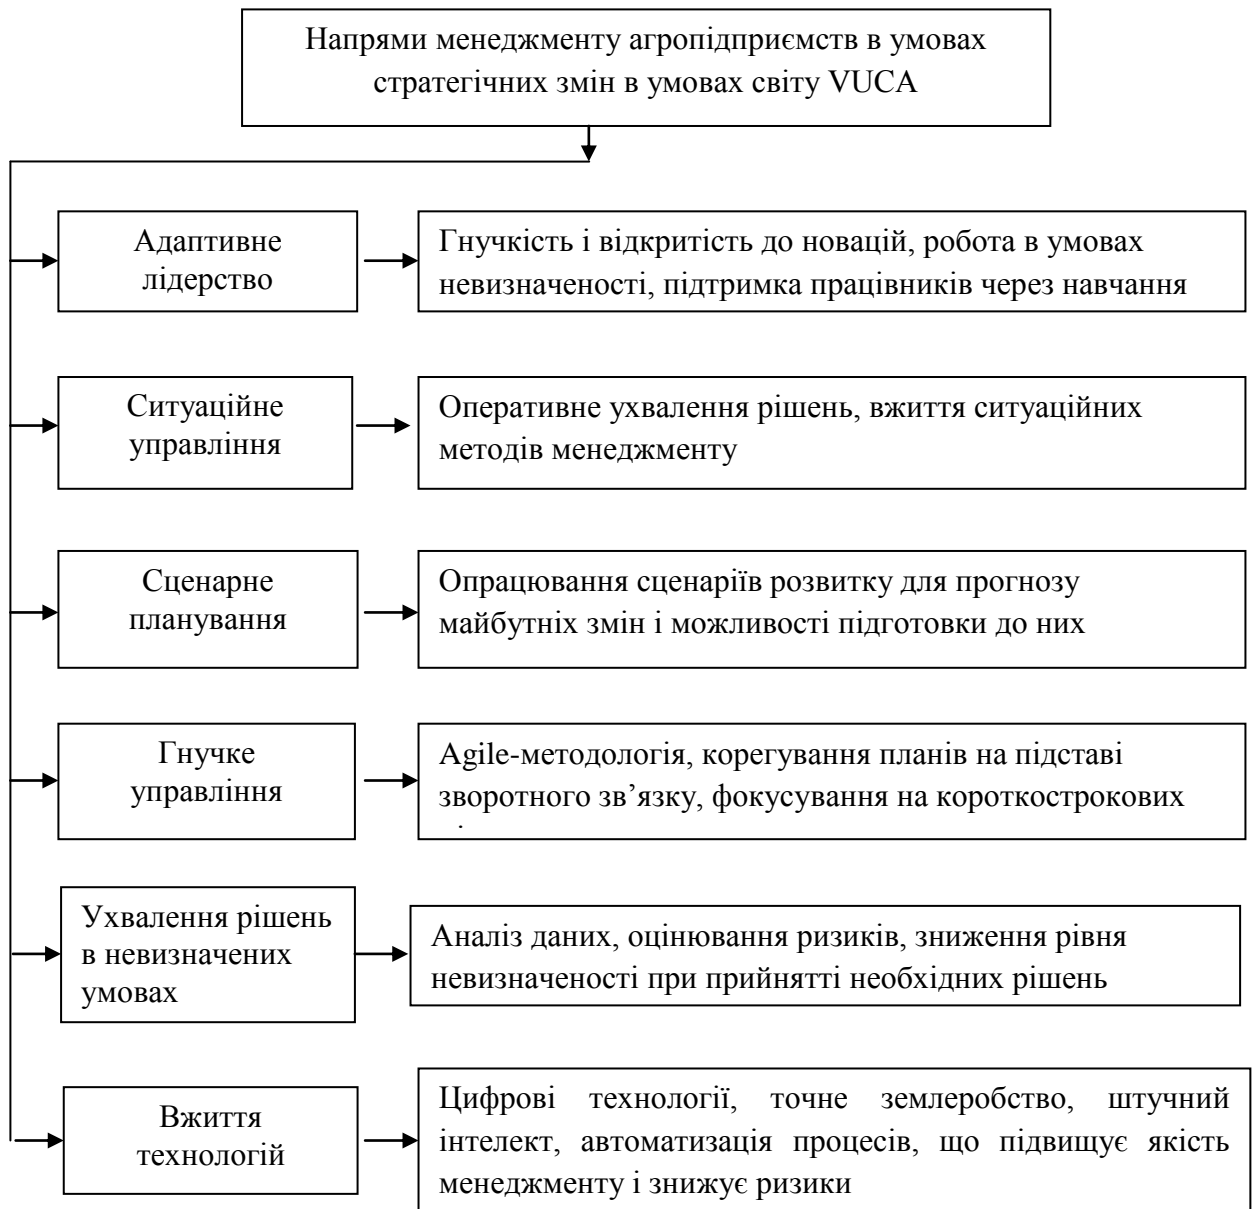 Напрями менеджменту агропідприємств в умовах
стратегічних змін в умовах світу VUCA
Адаптивне
лідерство
Гнучкість і відкритість до новацій, робота в умовах
невизначеності, підтримка працівників через навчання
Ситуаційне
управління
Оперативне ухвалення рішень, вжиття ситуаційних
методів менеджменту
Сценарне
планування
Опрацювання сценаріїв розвитку для прогнозу
майбутніх змін і можливості підготовки до них
Гнучке
управління
Agile-методологія, корегування планів на підставі
зворотного зв’язку, фокусування на короткострокових
Ухвалення рішень
в невизначених
умовах
Аналіз даних, оцінювання ризиків, зниження рівня
невизначеності при прийнятті необхідних рішень
Вжиття
технологій
Цифрові технології, точне землеробство, штучний
інтелект, автоматизація процесів, що підвищує якість
менеджменту і знижує ризики